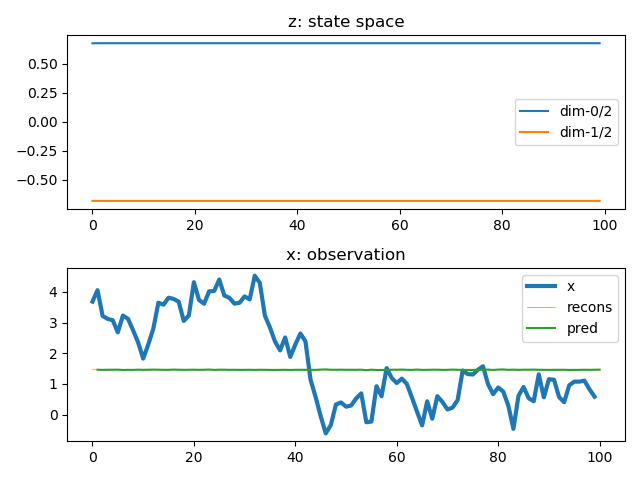 z: state space
0.50
0.25
0.00
−0.25
−0.50
dim-0/2
dim-1/2
0 20 40 60 80 100
x: observation
4
3
2
1
0
x
recons
pred
0 20 40 60 80 100